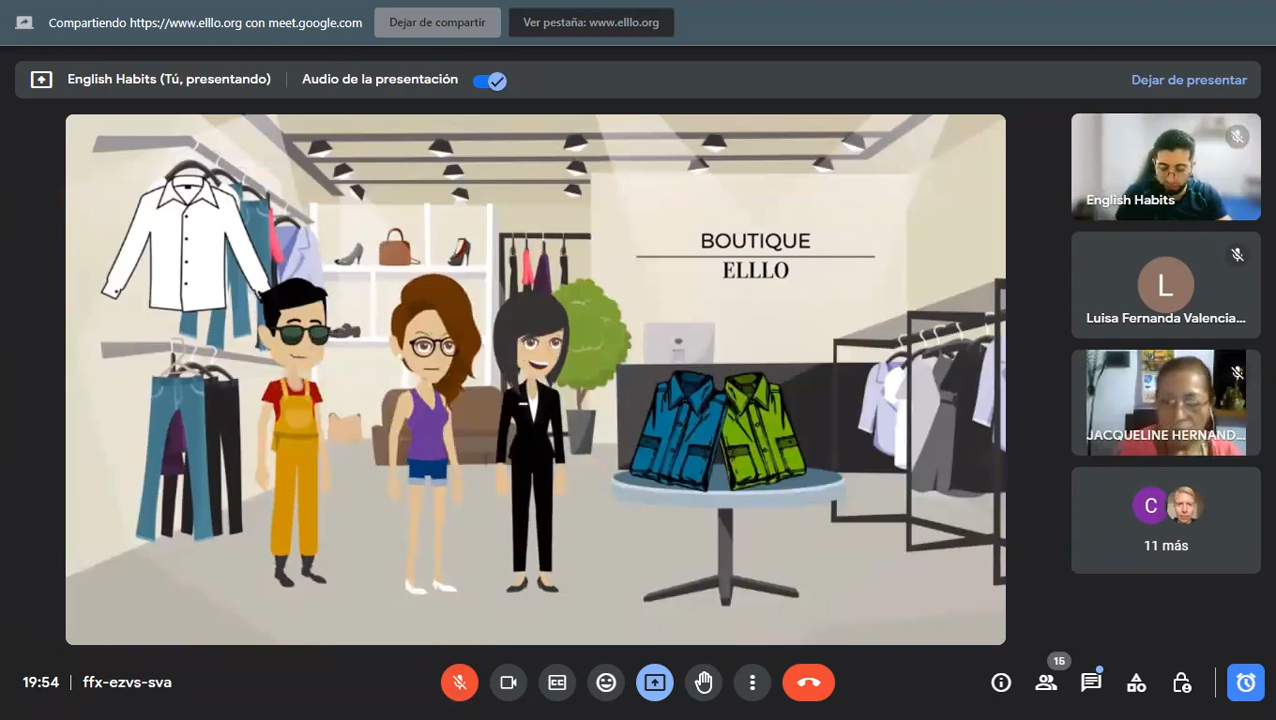 Compartiendo https://www.elllo.org con meet.google.com
Dejar de compartir
Ver pestaña: www.elllo.org
English Habits (Tú, presentando)
Audio de la presentación
Dejar de presentar
BOUTIQUE
ELLLO
English Habits
L
Luisa Fernanda Valencia...
JACQUELINE HERNAND...
C
11 más
19:54
ffx-ezvs-sva
CC
15